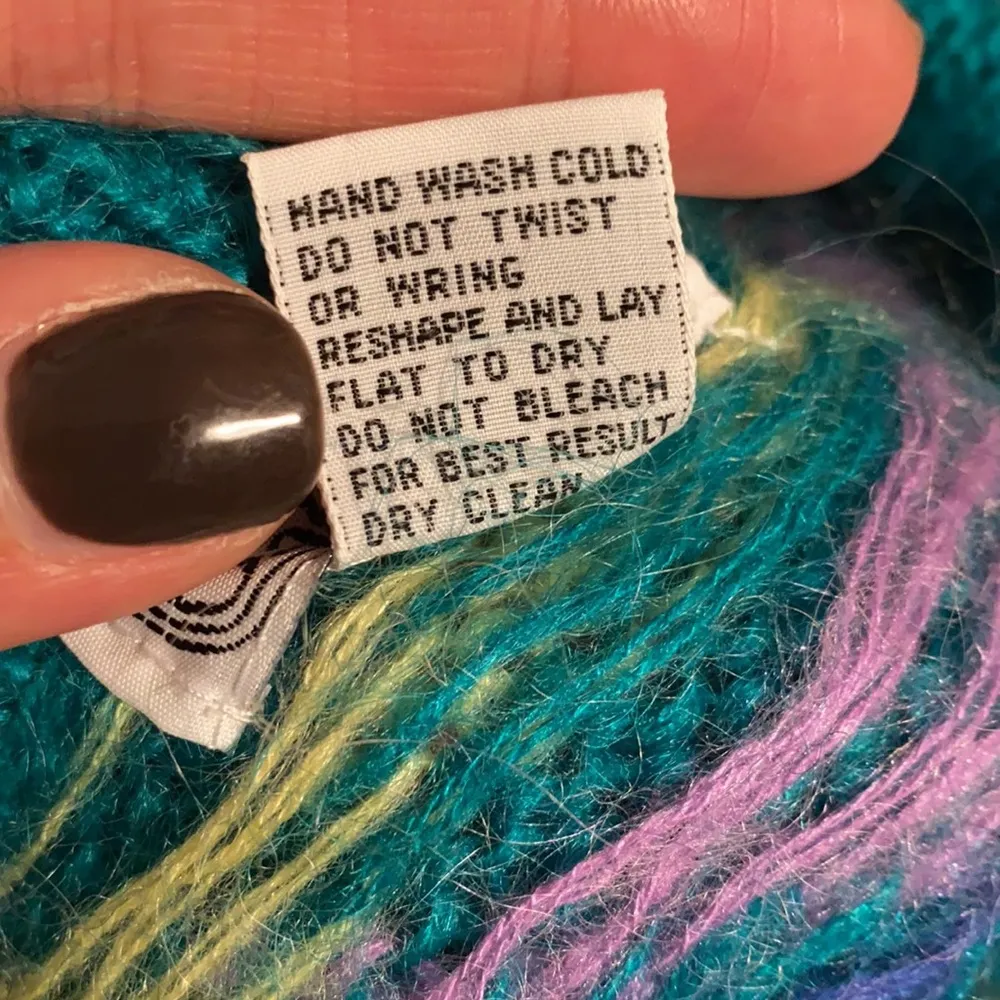 HAND WASH COLD
DO NOT TWIST
OR WRING
RESHAPE AND LAY
FLAT TO DRY
DO NOT BLEACH
FOR BEST RESULT
DRY CLEAN